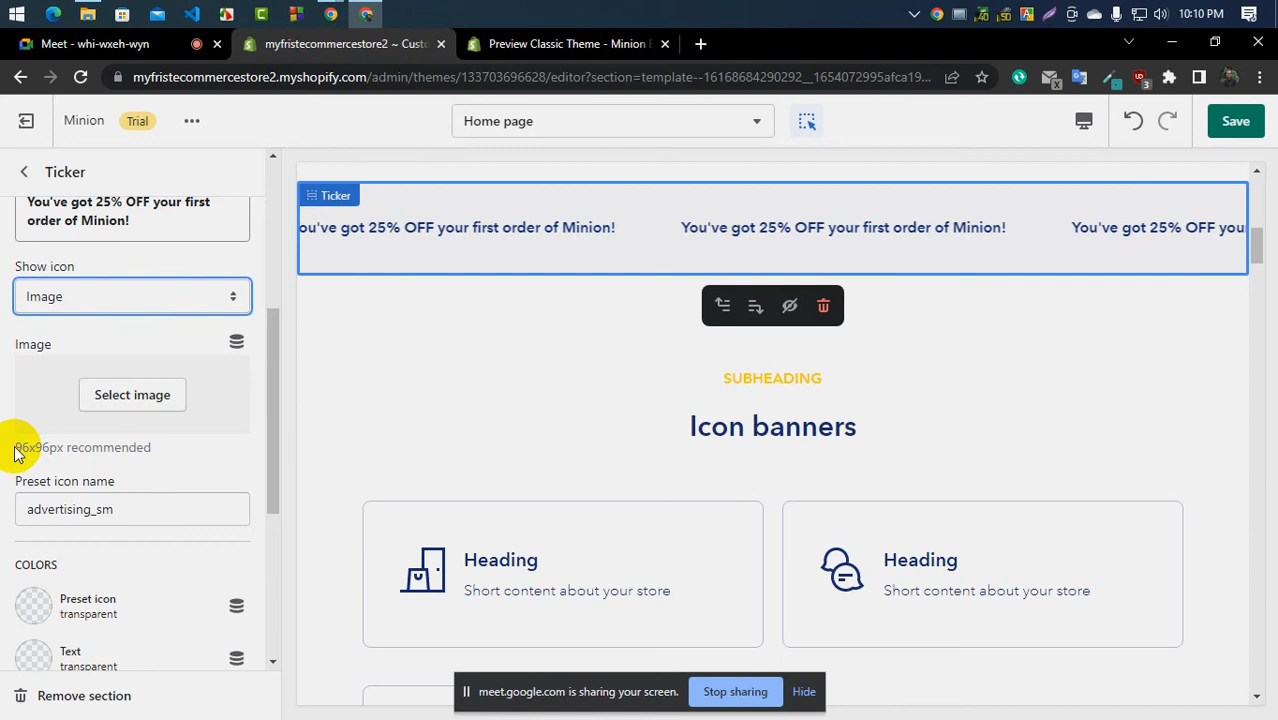 10:10 PM
Meet - whi-wxeh-wyn
myfristecommercestore2 ~ Custo
Preview Classic Theme - Minion E
myfristecommercestore2.myshopify.com/admin/themes/133703696628/editor?section=template--16168684290292__1654072995afca19...
Minion
Trial
Home page
Save
Ticker
You've got 25% OFF your first
order of Minion!
Show icon
Image
Image
Select image
96x96px recommended
Preset icon name
advertising_sm
COLORS
Preset icon
transparent
Text
transparent
Remove section
Ticker
ou've got 25% OFF your first order of Minion! You've got 25% OFF your first order of Minion! You've got 25% OFF you
SUBHEADING
Icon banners
Heading
Short content about your store
Heading
Short content about your store
meet.google.com is sharing your screen.
Stop sharing
Hide